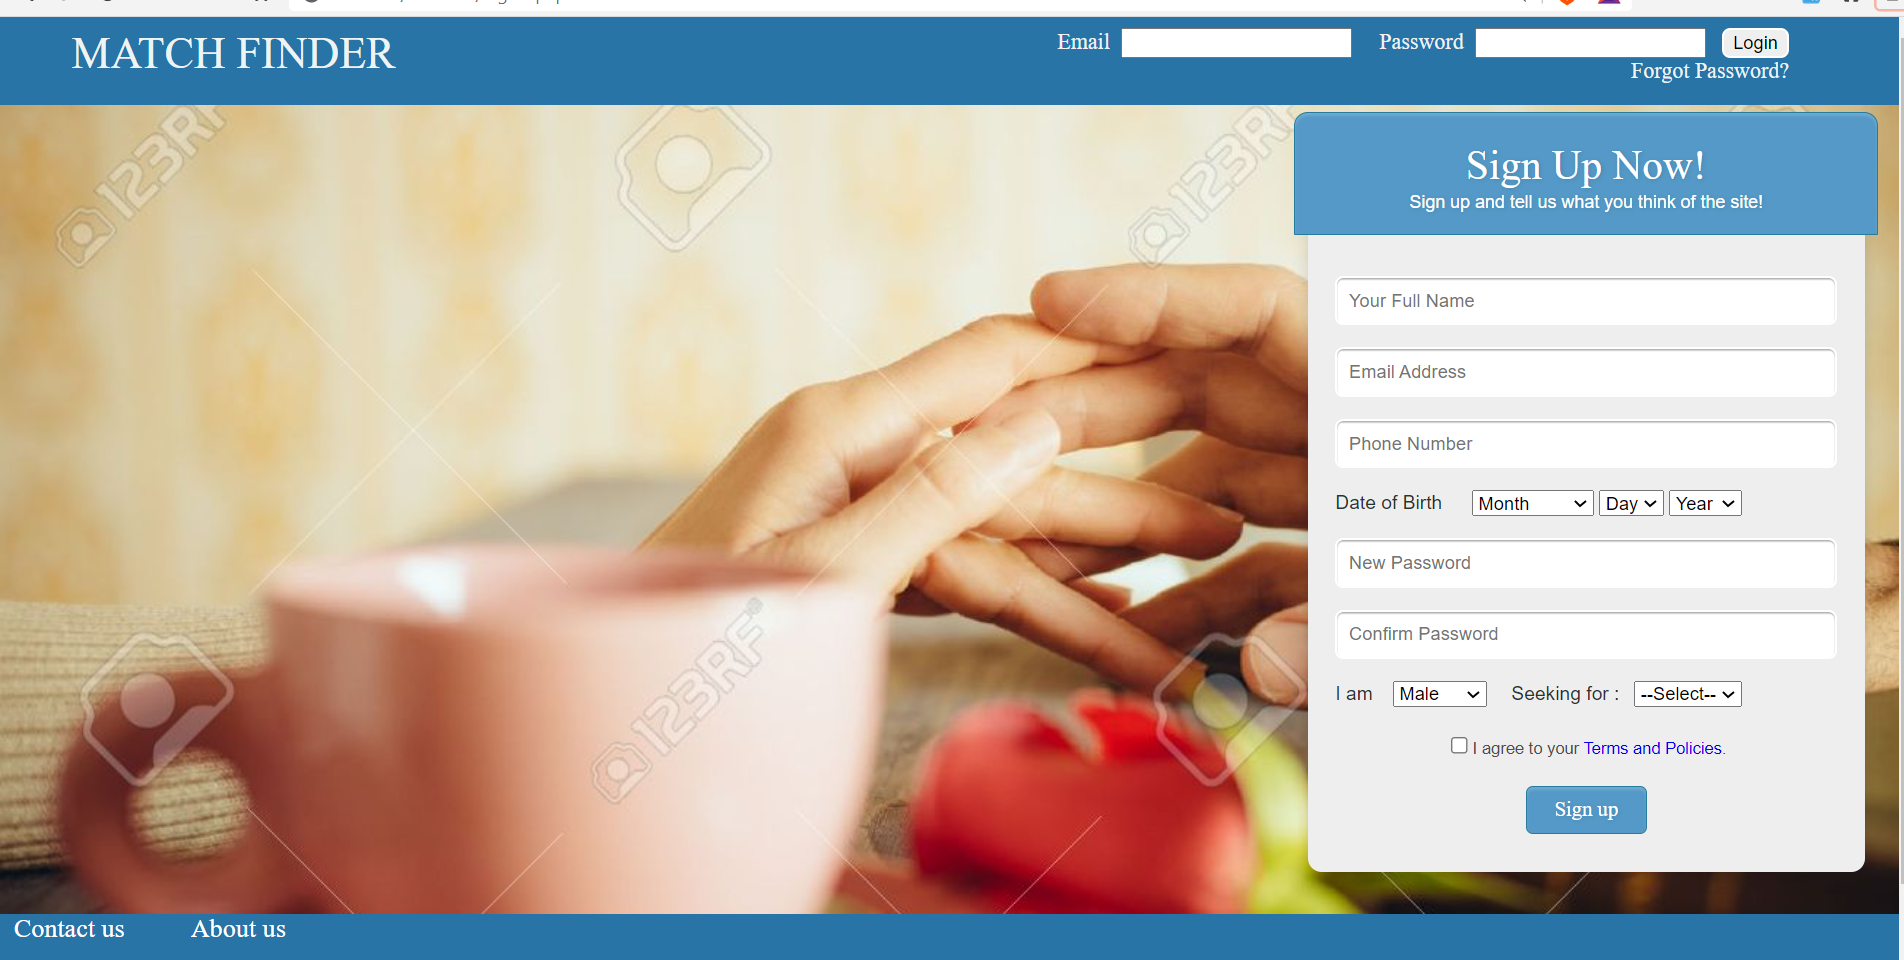 MATCH FINDER
Email Password Login
Forgot Password?
Sign Up Now!
Sign up and tell us what you think of the site!
Your Full Name
Email Address
Phone Number
Date of Birth Month Day Year
New Password
Confirm Password
I am Male Seeking for : --Select--
I agree to your Terms and Policies.
Sign up
123RF
123RF
123RF®
Contact us About us